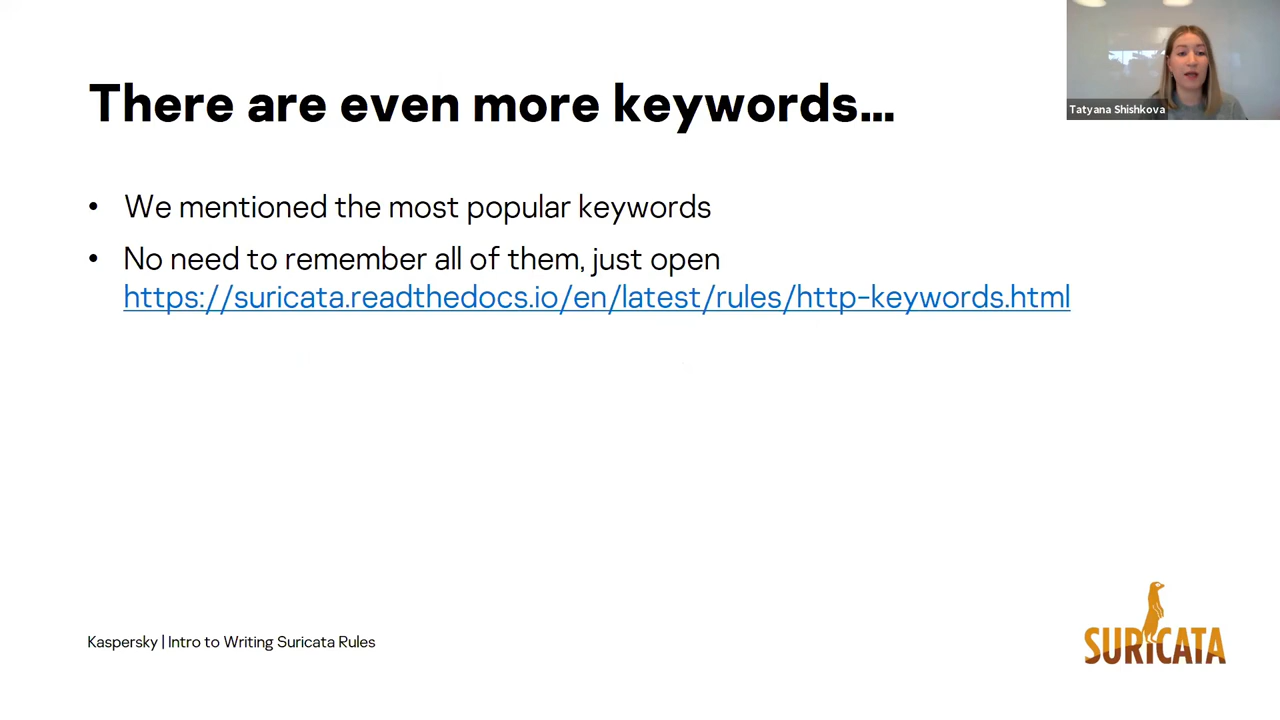 There are even more keywords...
Tatyana Shishkova
• We mentioned the most popular keywords
• No need to remember all of them, just open
https://suricata.readthedocs.io/en/latest/rules/http-keywords.html
Kaspersky | Intro to Writing Suricata Rules
SURICATA